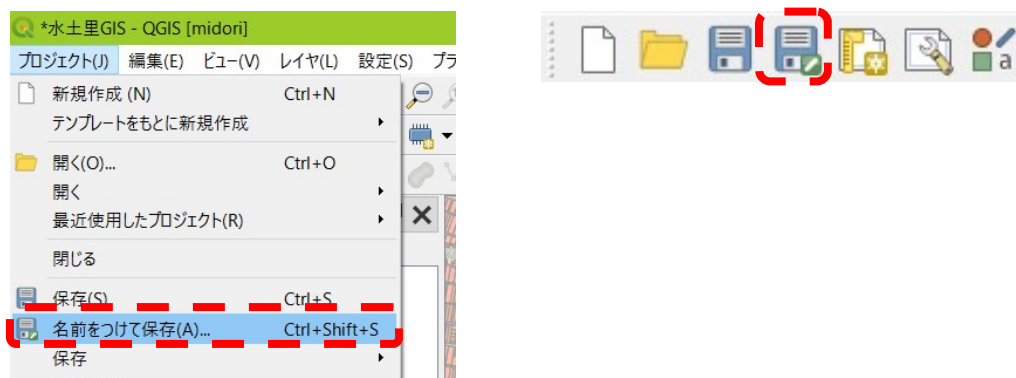 *水土里GIS - QGIS [midori]
プロジェクト(J) 編集(E) ビュー(V) レイヤ(L) 設定(S) プラ
新規作成 (N) Ctrl+N
テンプレートをもとに新規作成
開く(O)... Ctrl+O
開く
最近使用したプロジェクト(R)
閉じる
保存(S) Ctrl+S
名前をつけて保存(A)... Ctrl+Shift+S
保存
a